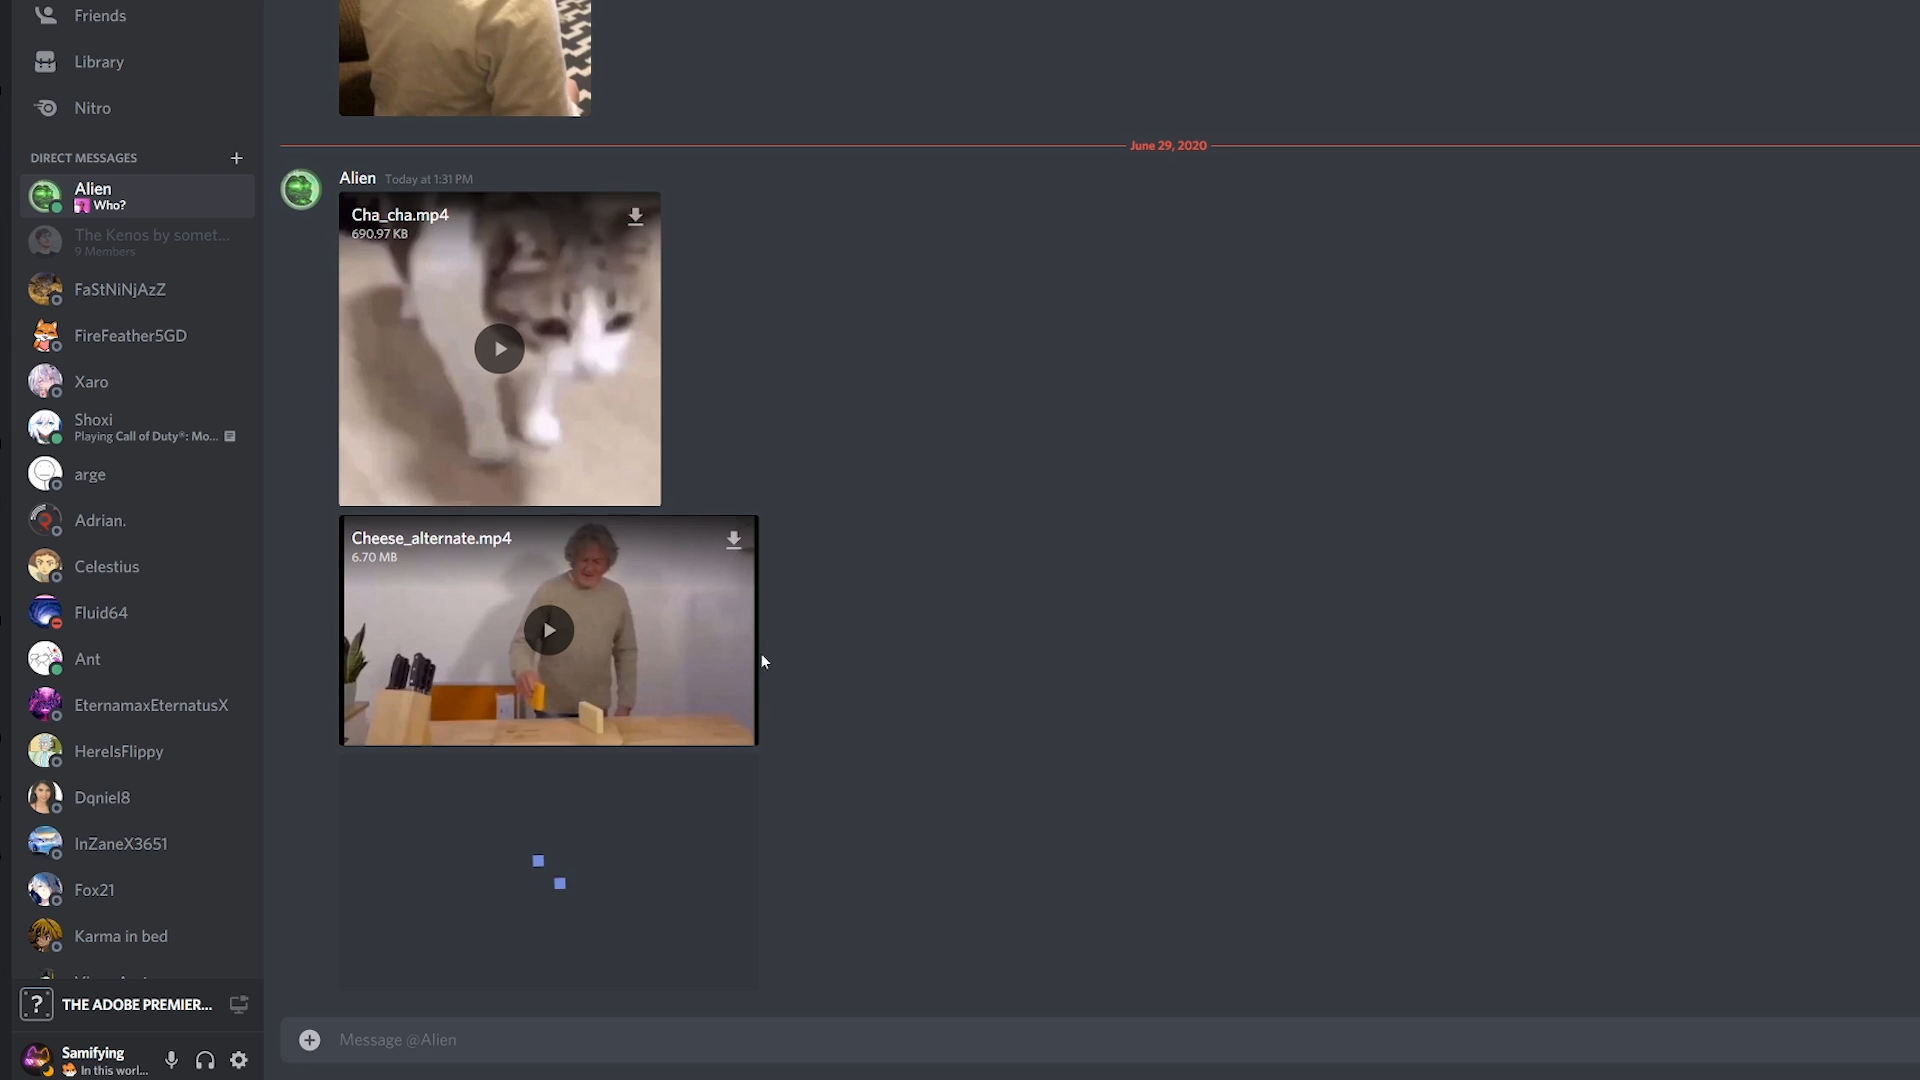 Friends
Library
Nitro
DIRECT MESSAGES
Alien
Who?
The Kenos by somet...
9 Members
FaStNiNjAzZ
FireFeather5GD
Xaro
Shoxi
Playing Call of Duty®: Mo...
arge
Adrian.
Celestius
Fluid64
Ant
EternamaxEternatusX
HereIsFlippy
Dqniel8
InZaneX3651
Fox21
Karma in bed
? THE ADOBE PREMIER...
Samifying
In this worl...
June 29, 2020
Alien Today at 1:31 PM
Cha_cha.mp4
690.97 KB
Cheese_alternate.mp4
6.70 MB
Message @Alien